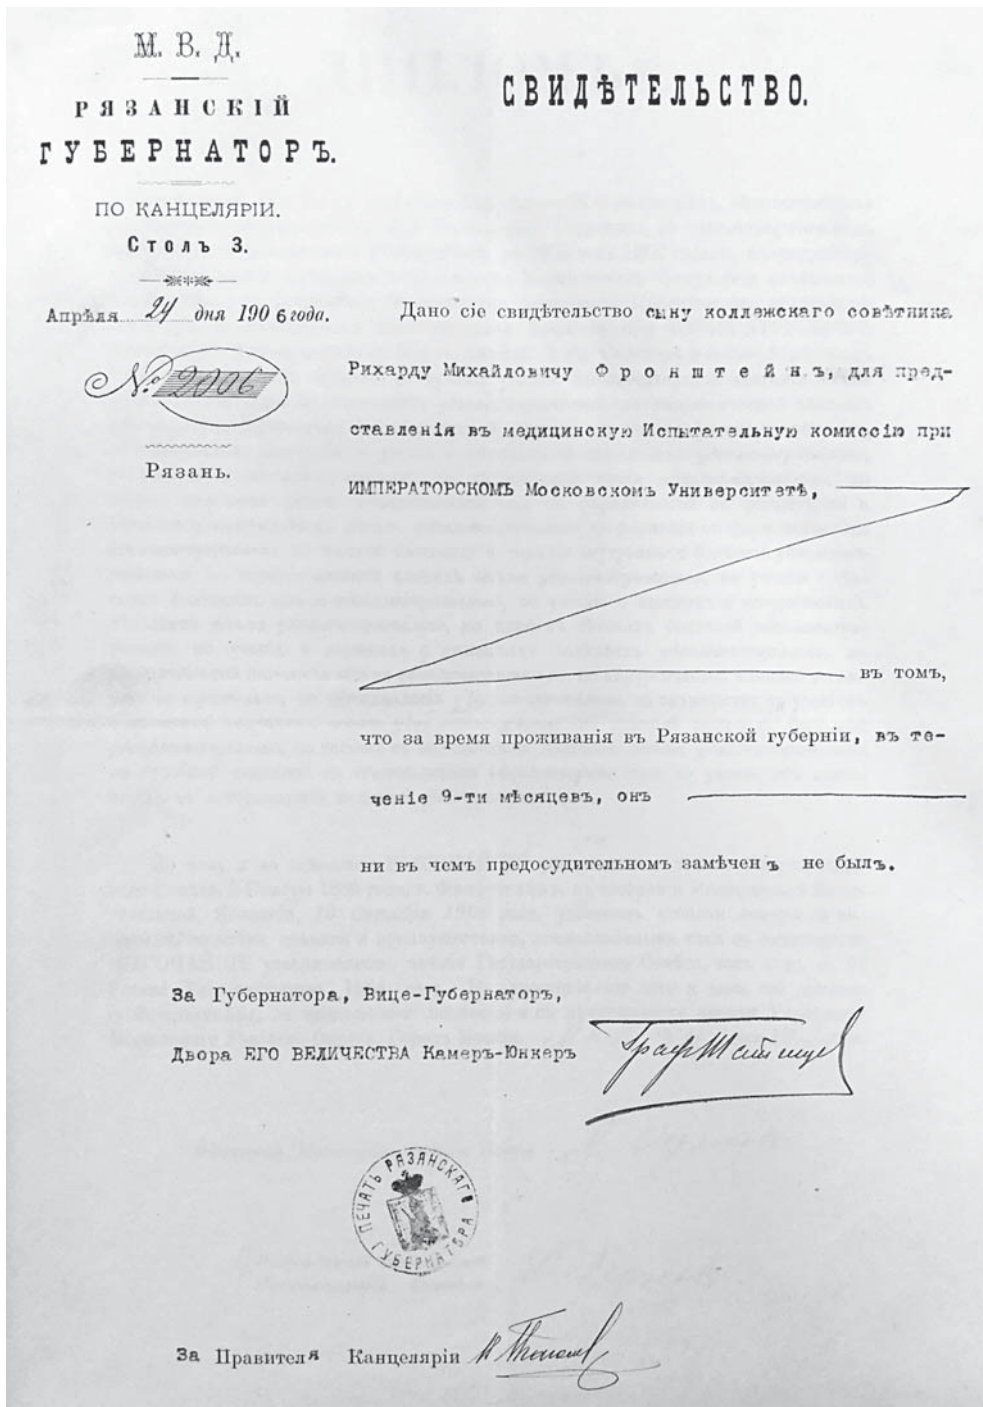 М. В. Д.
РЯЗАНСКІЙ
ГУБЕРНАТОРЪ.
ПО КАНЦЕЛЯРІИ.
Столъ 3.
Апрѣля 24 дня 1906 года.
№ 2006
Рязань.
СВИДѢТЕЛЬСТВО.
Дано сіе свидѣтельство сыну коллежскаго совѣтника
Рихарду Михайловичу Фронштейнъ, для пред-
ставленія въ медицинскую Испытательную комиссію при
ИМПЕРАТОРСКОМЪ Московскомъ Университетѣ,
въ томъ,
что за время проживанія въ Рязанской губерніи, въ те-
ченіе 9-ти мѣсяцевъ, онъ
ни въ чемъ предосудительномъ замѣченъ не былъ.
За Губернатора, Вице-Губернаторъ,
Двора ЕГО ВЕЛИЧЕСТВА Камеръ-Юнкеръ Граф
ПЕЧАТЬ РЯЗАНСКАГО ГУБЕРНАТОРА
За Правителя Канцеляріи